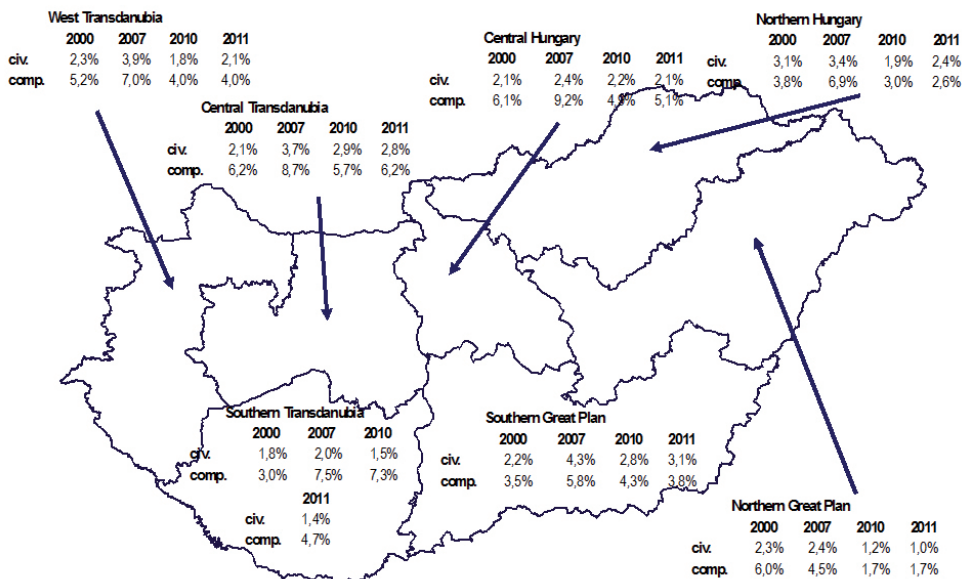 West Transdanubia
2000 2007 2010 2011
civ. 2,3% 3,9% 1,8% 2,1%
comp. 5,2% 7,0% 4,0% 4,0%
Central Hungary
2000 2007 2010 2011
civ. 2,1% 2,4% 2,2% 2,1%
comp. 6,1% 9,2% 4,9% 5,1%
Northern Hungary
2000 2007 2010 2011
civ. 3,1% 3,4% 1,9% 2,4%
comp. 3,8% 6,9% 3,0% 2,6%
Central Transdanubia
2000 2007 2010 2011
civ. 2,1% 3,7% 2,9% 2,8%
comp. 6,2% 8,7% 5,7% 6,2%
Southern Transdanubia
2000 2007 2010
civ. 1,8% 2,0% 1,5%
comp. 3,0% 7,5% 7,3%
2011
civ. 1,4%
comp. 4,7%
Southern Great Plan
2000 2007 2010 2011
civ. 2,2% 4,3% 2,8% 3,1%
comp. 3,5% 5,8% 4,3% 3,8%
Northern Great Plan
2000 2007 2010 2011
civ. 2,3% 2,4% 1,2% 1,0%
comp. 6,0% 4,5% 1,7% 1,7%